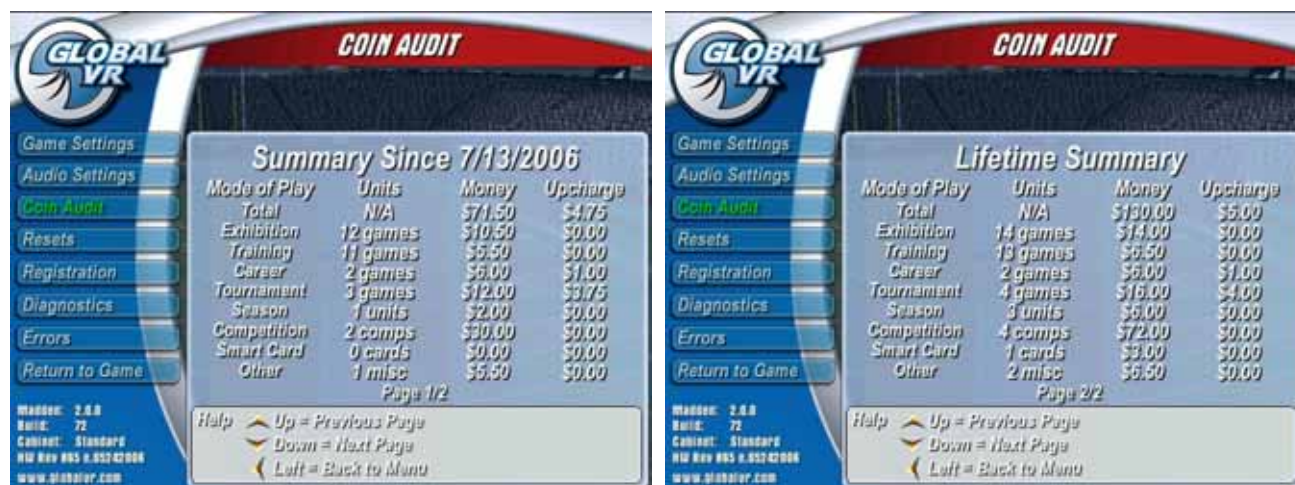 GLOBAL VR
COIN AUDIT
Game Settings
Audio Settings
Coin Audit
Resets
Registration
Diagnostics
Errors
Return to Game
Summary Since 7/13/2006
Mode of Play Units Money Upcharge
Total N/A $71.50 $4.75
Exhibition 12 games $10.50 $0.00
Training 11 games $5.50 $0.00
Career 2 games $6.00 $1.00
Tournament 3 games $12.00 $3.75
Season 1 units $2.00 $0.00
Competition 2 comps $30.00 $0.00
Smart Card 0 cards $0.00 $0.00
Other 1 misc $5.50 $0.00
Page 1/2
Madden: 2.0.0
Build: 72
Cabinet: Standard
HW Rev
www.globalvr.com
Help Up = Previous Page
Down = Next Page
Left = Back to Menu
GLOBAL VR
COIN AUDIT
Game Settings
Audio Settings
Coin Audit
Resets
Registration
Diagnostics
Errors
Return to Game
Lifetime Summary
Mode of Play Units Money Upcharge
Total N/A $130.00 $5.00
Exhibition 14 games $14.00 $0.00
Training 13 games $6.50 $0.00
Career 2 games $6.00 $1.00
Tournament 4 games $16.00 $4.00
Season 3 units $6.00 $0.00
Competition 4 comps $72.00 $0.00
Smart Card 1 cards $3.00 $0.00
Other 2 misc $6.50 $0.00
Page 2/2
Madden: 2.0.0
Build: 72
Cabinet: Standard
HW Rev
www.globalvr.com
Help Up = Previous Page
Down = Next Page
Left = Back to Menu